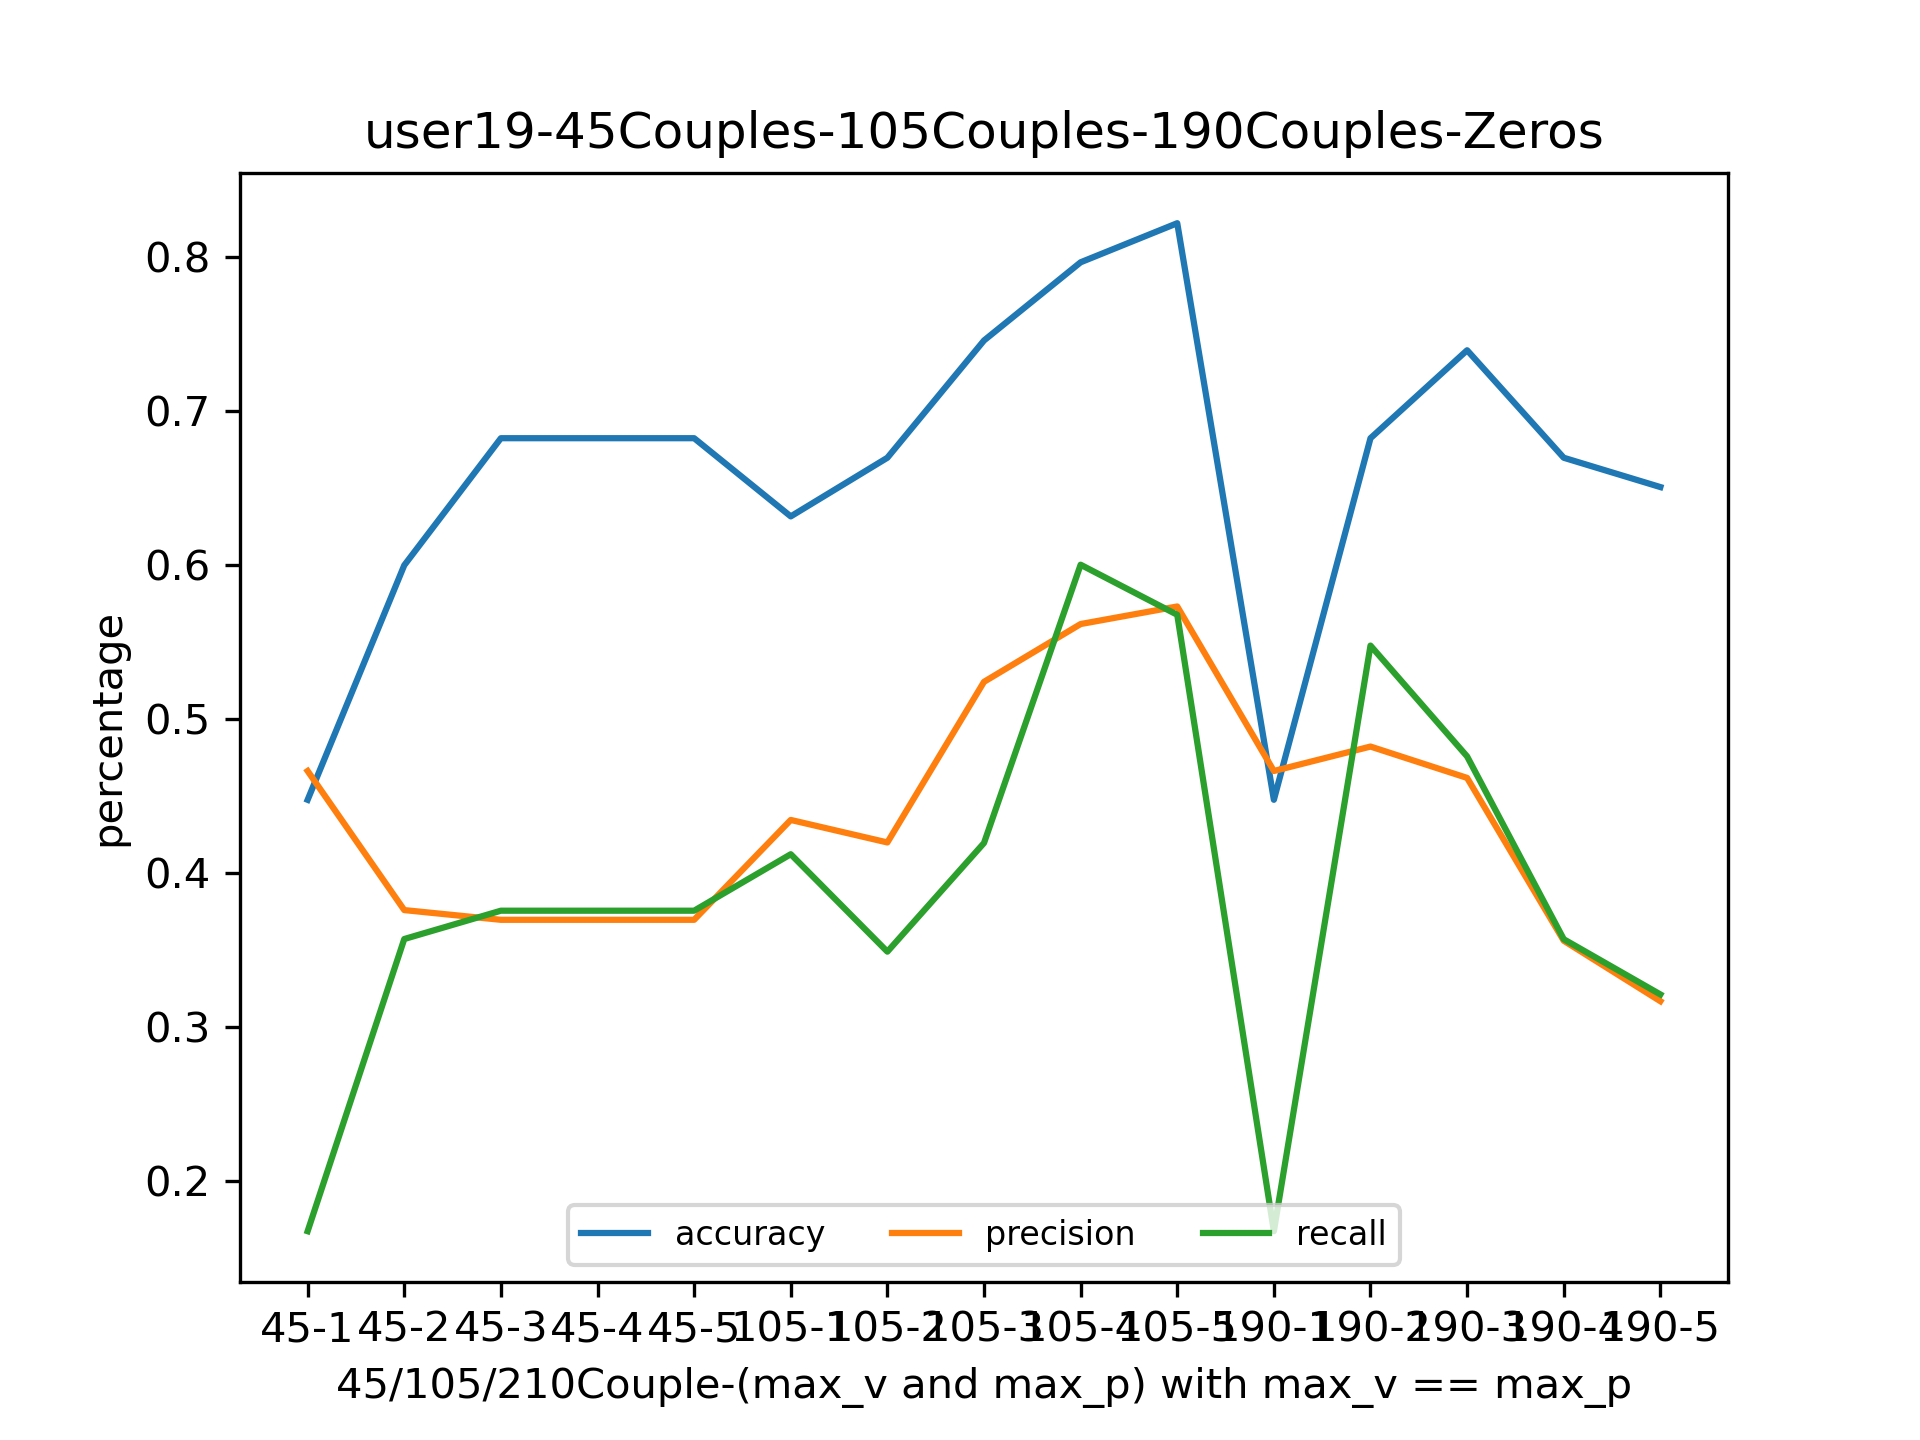 user19-45Couples-105Couples-190Couples-Zeros
0.8
0.7
0.6
0.5
0.4
0.3
0.2
percentage
accuracy precision recall
45-1 45-2 45-3 45-4 45-5 105-1 105-2 105-3 105-4 105-5 190-1 190-2 190-3 190-4 190-5
45/105/210Couple-(max_v and max_p) with max_v == max_p